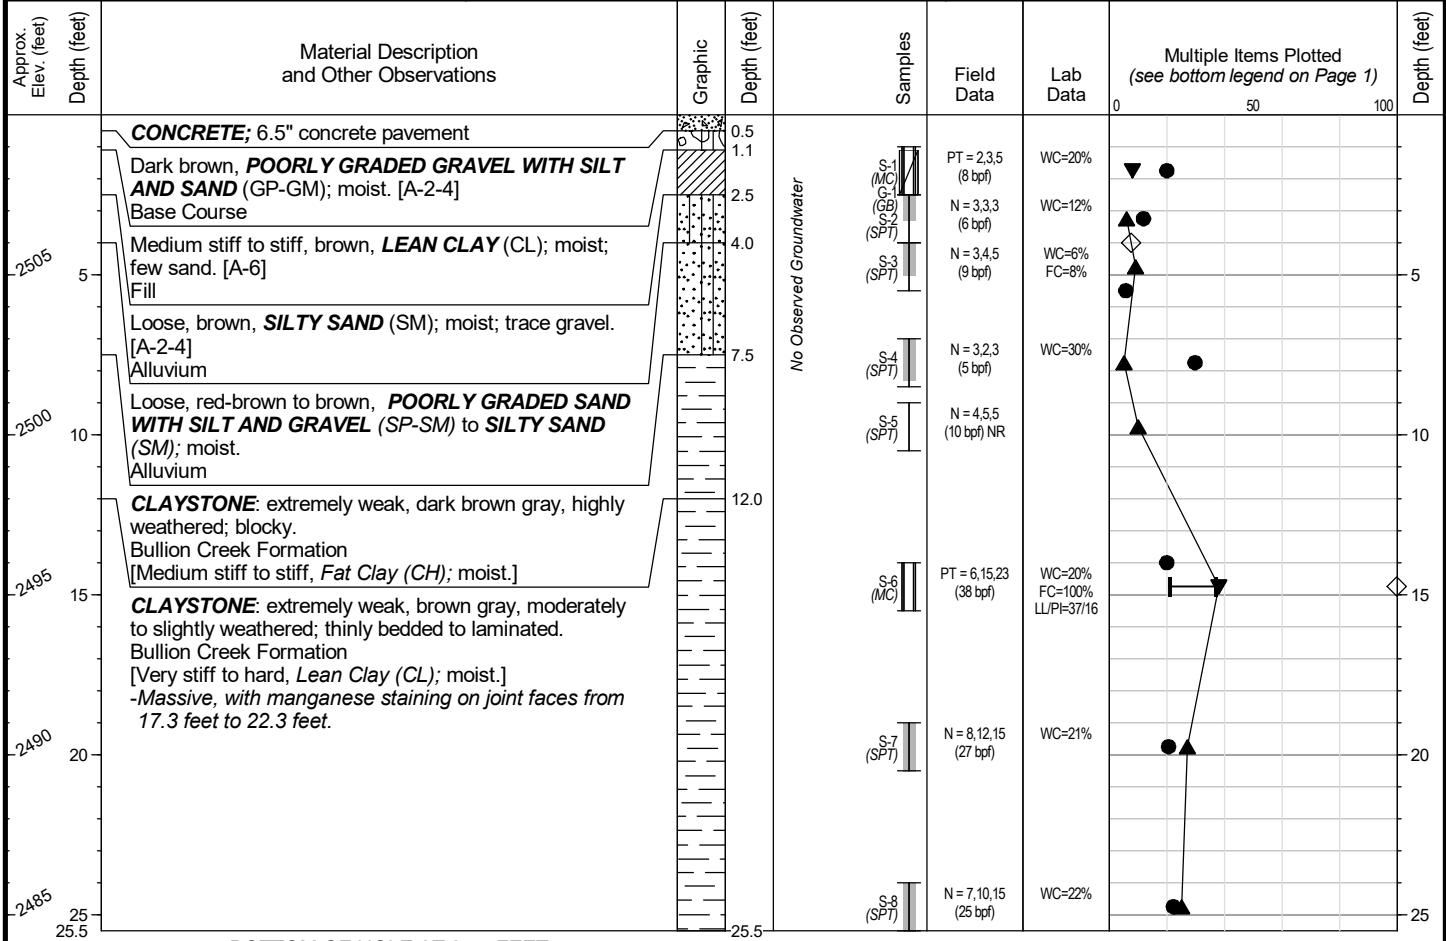 Approx.
Elev. (feet)
Depth (feet)
Material Description
and Other Observations
Graphic
Depth (feet)
Samples
Field
Data
Lab
Data
Multiple Items Plotted
(see bottom legend on Page 1)
0 50 100
Depth (feet)
CONCRETE; 6.5" concrete pavement
Dark brown, POORLY GRADED GRAVEL WITH SILT
AND SAND (GP-GM); moist. [A-2-4]
Base Course
Medium stiff to stiff, brown, LEAN CLAY (CL); moist;
few sand. [A-6]
Fill
Loose, brown, SILTY SAND (SM); moist; trace gravel.
[A-2-4]
Alluvium
Loose, red-brown to brown, POORLY GRADED SAND
WITH SILT AND GRAVEL (SP-SM) to SILTY SAND
(SM); moist.
Alluvium
CLAYSTONE: extremely weak, dark brown gray, highly
weathered; blocky.
Bullion Creek Formation
[Medium stiff to stiff, Fat Clay (CH); moist.]
CLAYSTONE: extremely weak, brown gray, moderately
to slightly weathered; thinly bedded to laminated.
Bullion Creek Formation
[Very stiff to hard, Lean Clay (CL); moist.]
-Massive, with manganese staining on joint faces from
17.3 feet to 22.3 feet.
2505
2500
2495
2490
2485
5
10
15
20
25
25.5
0.5
1.1
2.5
4.0
7.5
12.0
25.5
No Observed Groundwater
S-1
(MC)
G-1
(GB)
S-2
(SPT)
S-3
(SPT)
S-4
(SPT)
S-5
(SPT)
S-6
(MC)
S-7
(SPT)
S-8
(SPT)
PT = 2,3,5
(8 bpf)
N = 3,3,3
(6 bpf)
N = 3,4,5
(9 bpf)
N = 3,2,3
(5 bpf)
N = 4,5,5
(10 bpf) NR
PT = 6,15,23
(38 bpf)
N = 8,12,15
(27 bpf)
N = 7,10,15
(25 bpf)
WC=20%
WC=12%
WC=6%
FC=8%
WC=30%
WC=20%
FC=100%
LL/PI=37/16
WC=21%
WC=22%
5
10
15
20
25